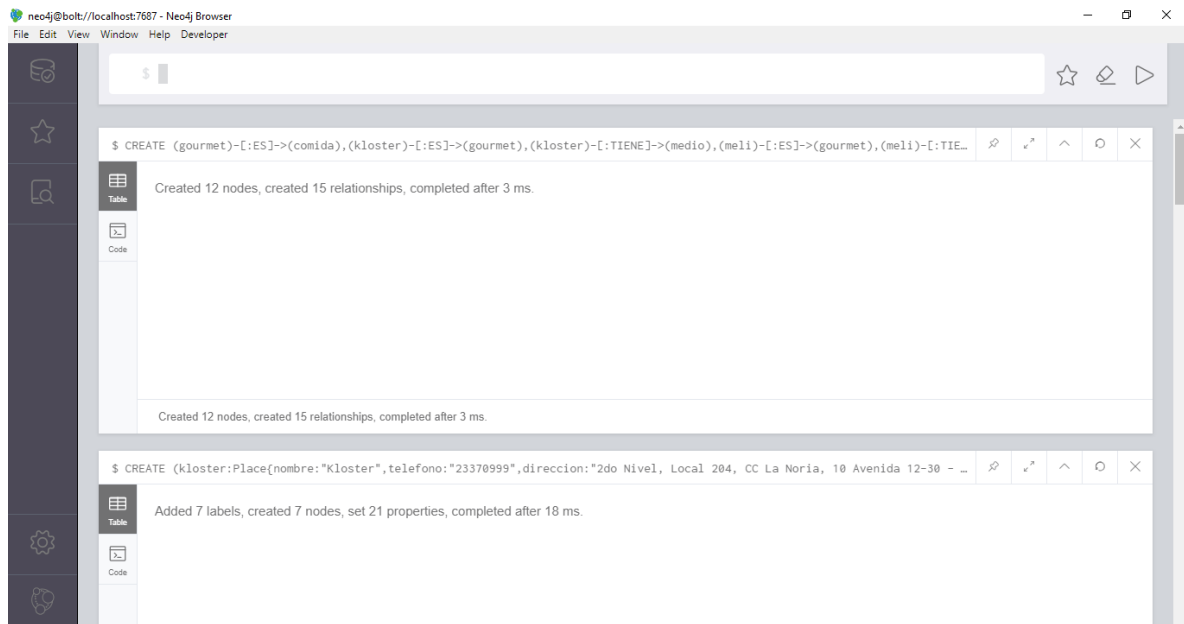 neo4j@bolt://localhost:7687 - Neo4j Browser
File Edit View Window Help Developer
$
$ CREATE (gourmet)-[:ES]->(comida),(kloster)-[:ES]->(gourmet),(kloster)-[:TIENE]->(medio),(meli)-[:ES]->(gourmet),(meli)-[:TIE…
Table
Created 12 nodes, created 15 relationships, completed after 3 ms.
Code
Created 12 nodes, created 15 relationships, completed after 3 ms.
$ CREATE (kloster:Place{nombre:"Kloster",telefono:"23370999",direccion:"2do Nivel, Local 204, CC La Noria, 10 Avenida 12-30 - …
Table
Added 7 labels, created 7 nodes, set 21 properties, completed after 18 ms.
Code